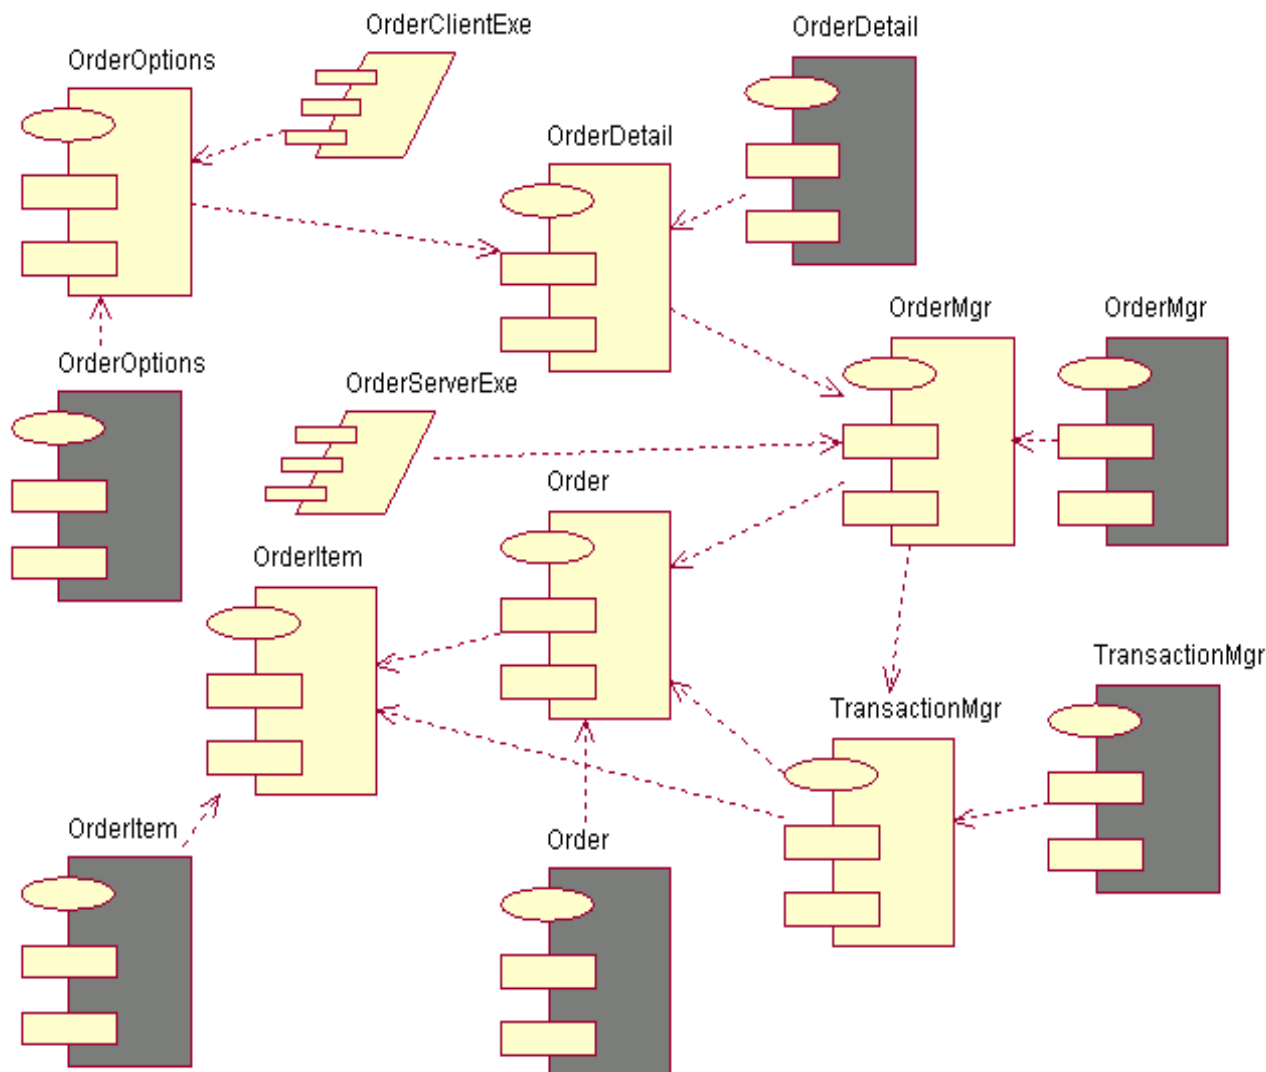 OrderClientExe
OrderDetail
OrderOptions
OrderDetail
OrderMgr
OrderMgr
OrderOptions
OrderServerExe
Order
OrderItem
TransactionMgr
TransactionMgr
OrderItem
Order